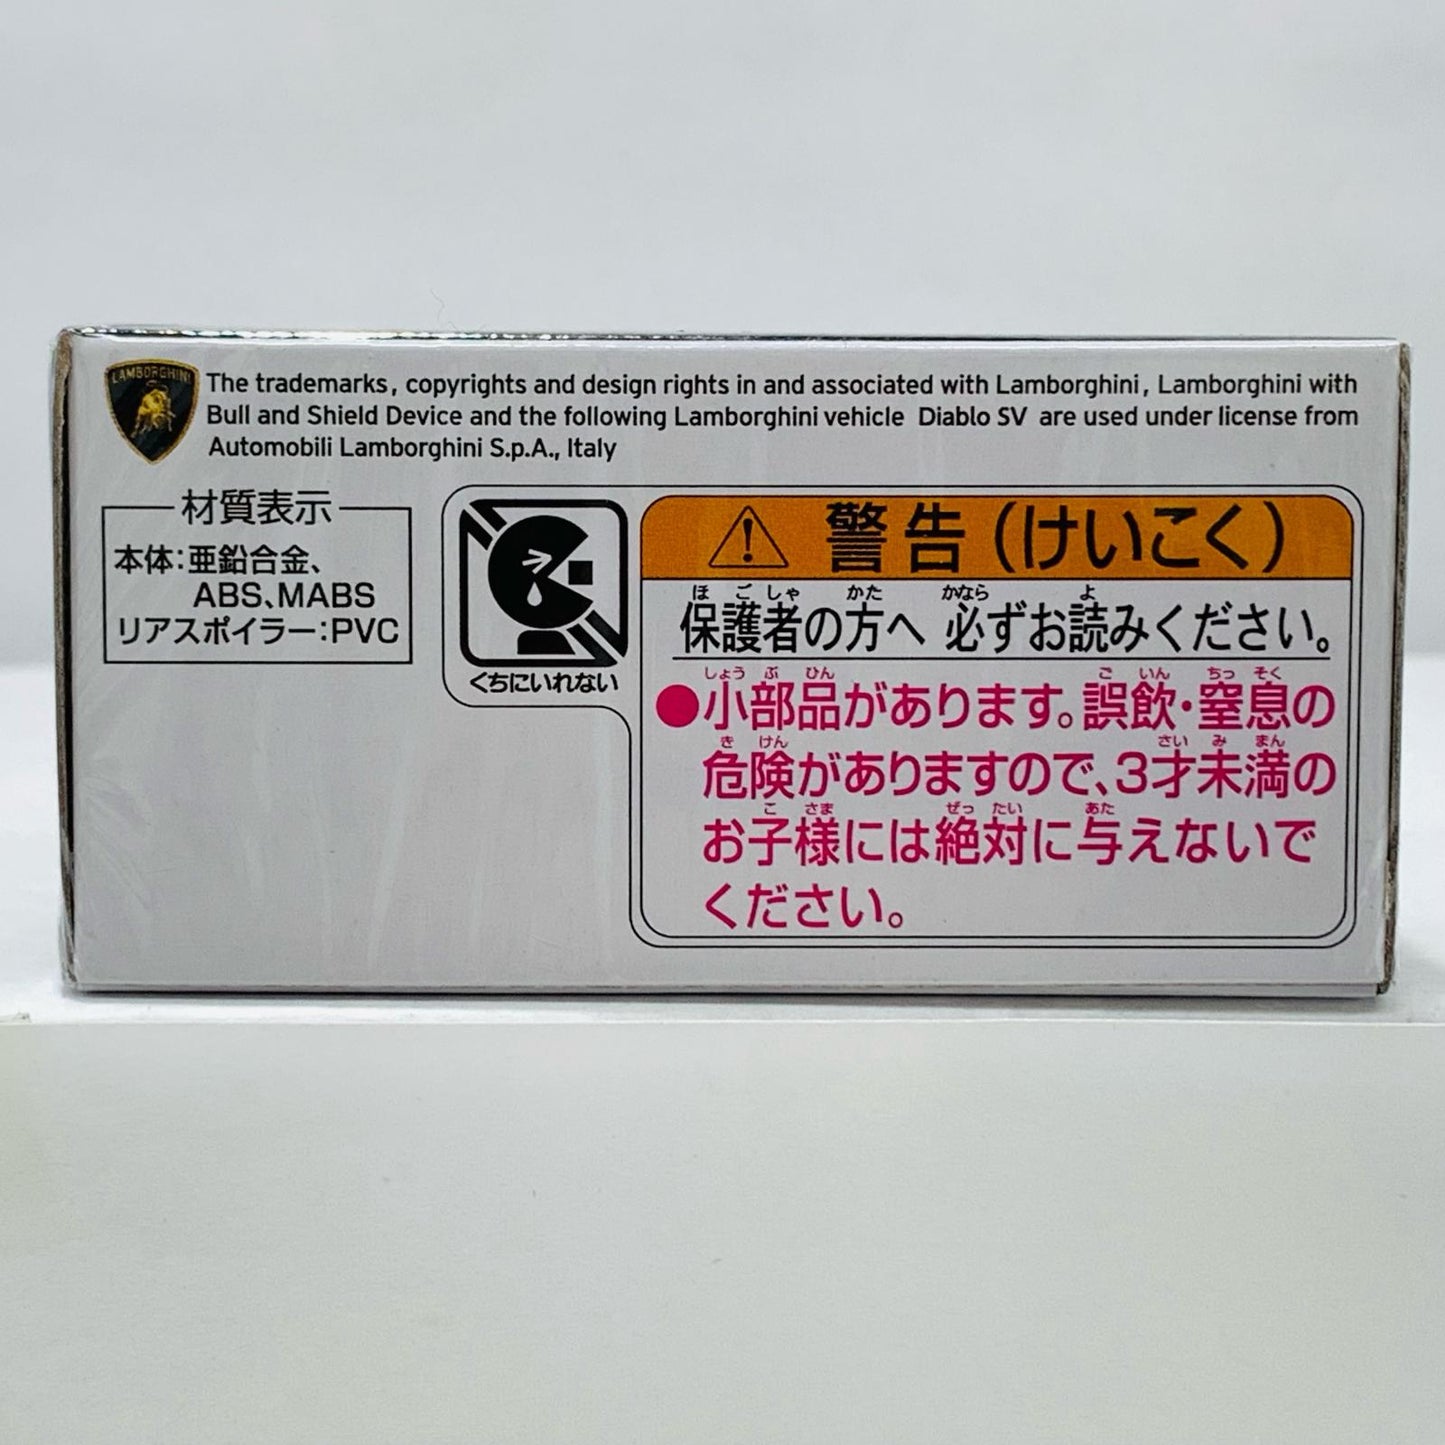 LAMBORGHINI
The trademarks, copyrights and design rights in and associated with Lamborghini, Lamborghini with
Bull and Shield Device and the following Lamborghini vehicle Diablo SV are used under license from
Automobili Lamborghini S.p.A., Italy
材質表示
本体:亜鉛合金、
ABS、MABS
リアスポイラー:PVC
くちにいれない
警告(けいこく)
ほごしゃ かた かなら よ
保護者の方へ 必ずお読みください。
しょうぶひん ごいん ちっそく
●小部品があります。誤飲・窒息の
きけん さいみまん
危険がありますので、3才未満の
こさま ぜったい あた
お子様には絶対に与えないで
ください。